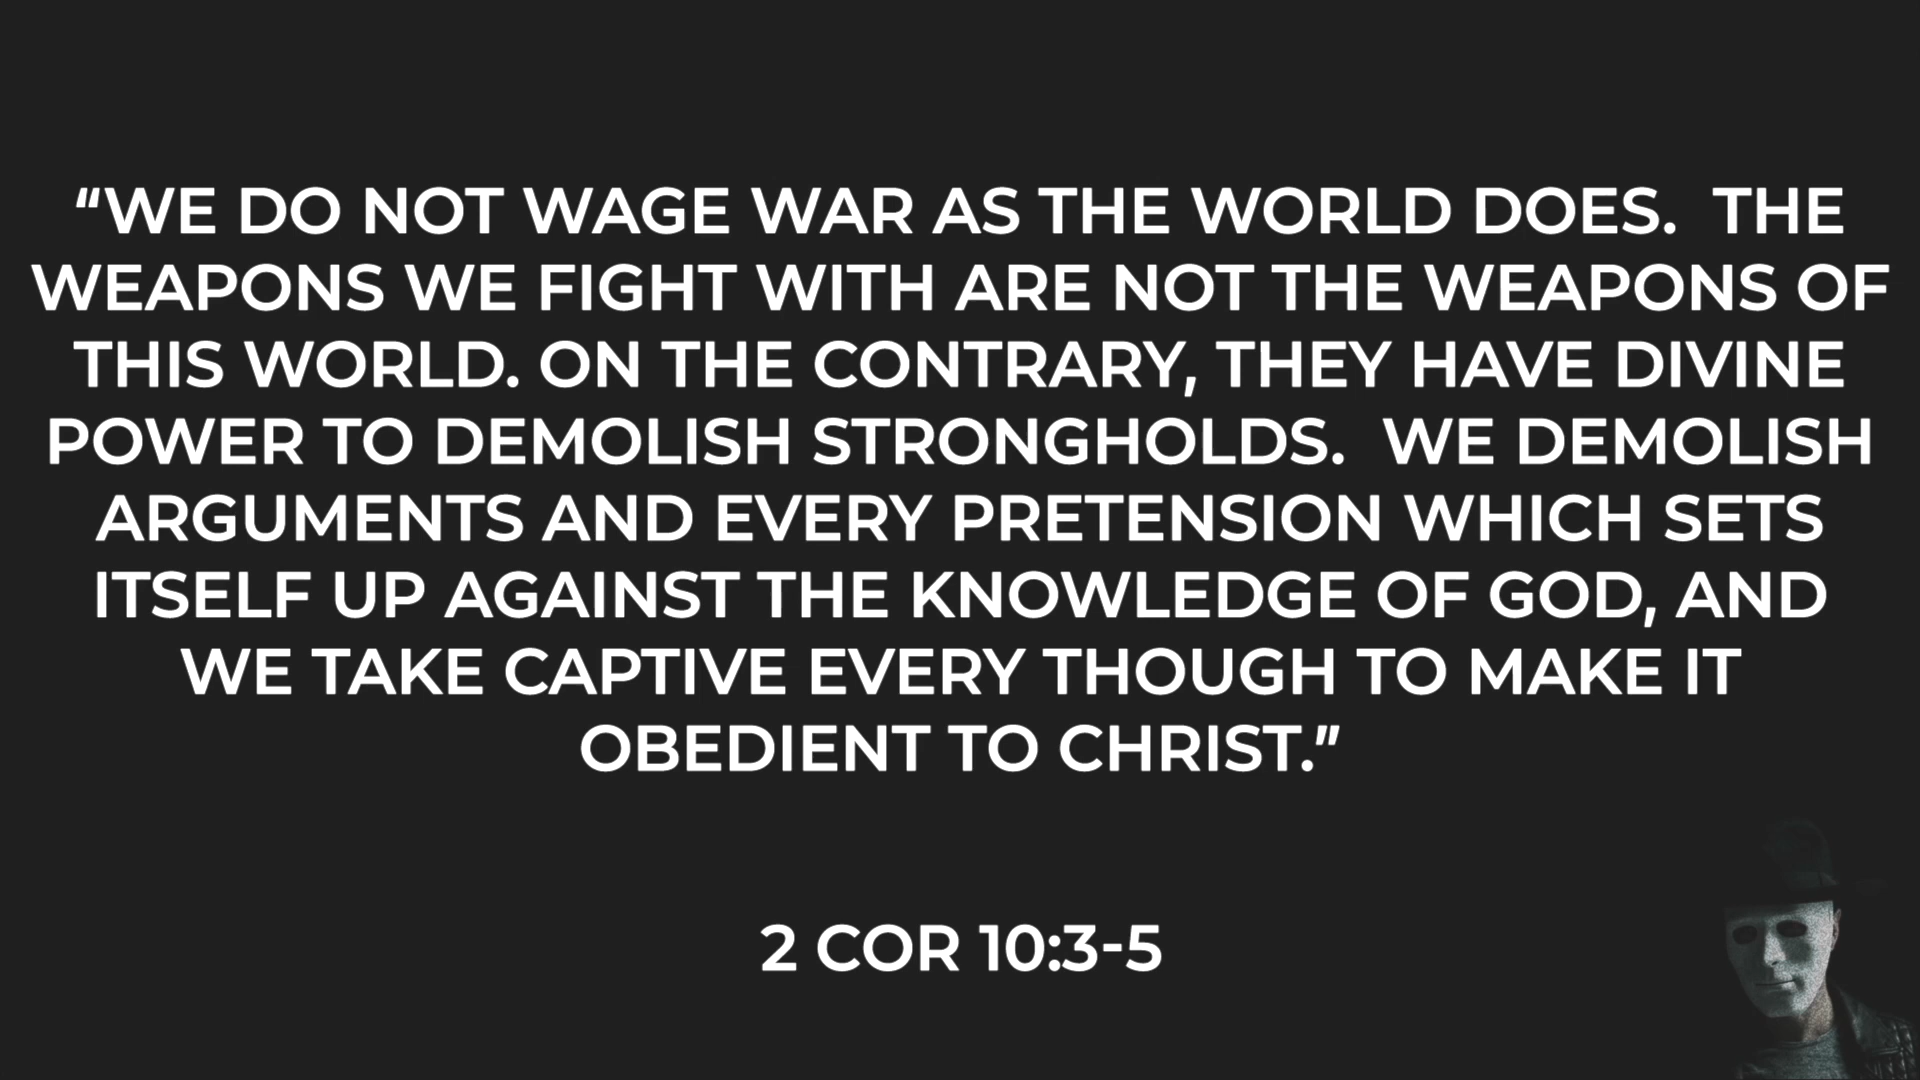 “WE DO NOT WAGE WAR AS THE WORLD DOES.  THE
WEAPONS WE FIGHT WITH ARE NOT THE WEAPONS OF
THIS WORLD. ON THE CONTRARY, THEY HAVE DIVINE
POWER TO DEMOLISH STRONGHOLDS.  WE DEMOLISH
ARGUMENTS AND EVERY PRETENSION WHICH SETS
ITSELF UP AGAINST THE KNOWLEDGE OF GOD, AND
WE TAKE CAPTIVE EVERY THOUGH TO MAKE IT
OBEDIENT TO CHRIST.”
2 COR 10:3-5